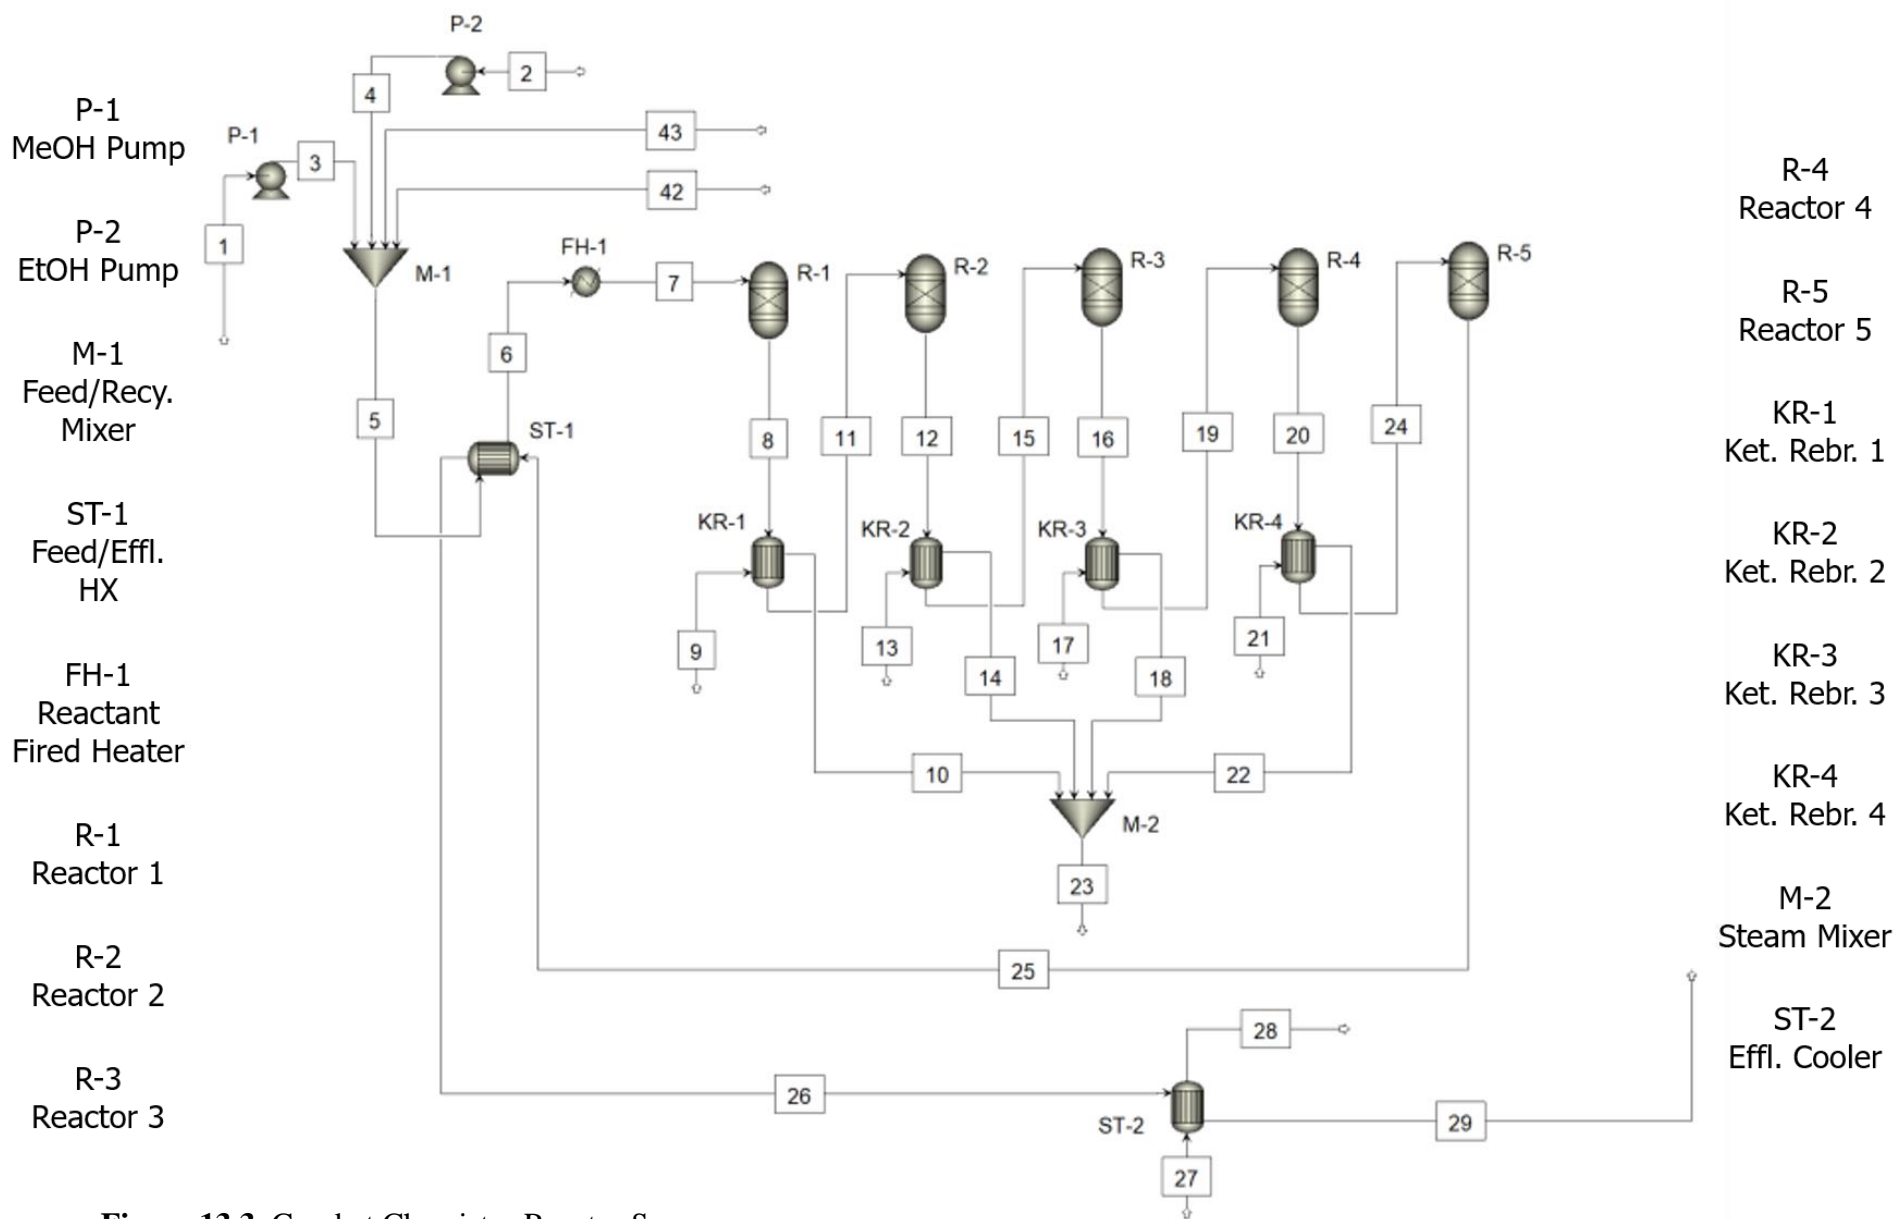 P-1
MeOH Pump
P-2
EtOH Pump
M-1
Feed/Recy.
Mixer
ST-1
Feed/Effl.
HX
FH-1
Reactant
Fired Heater
R-1
Reactor 1
R-2
Reactor 2
R-3
Reactor 3
P-2
2
4
43
P-1
3
42
1
M-1
FH-1
7
R-1
R-2
R-3
R-4
R-5
6
5
ST-1
8
11
12
15
16
19
20
24
KR-1
KR-2
KR-3
KR-4
9
13
14
17
18
21
10
22
M-2
23
25
28
26
ST-2
29
27
R-4
Reactor 4
R-5
Reactor 5
KR-1
Ket. Rebr. 1
KR-2
Ket. Rebr. 2
KR-3
Ket. Rebr. 3
KR-4
Ket. Rebr. 4
M-2
Steam Mixer
ST-2
Effl. Cooler